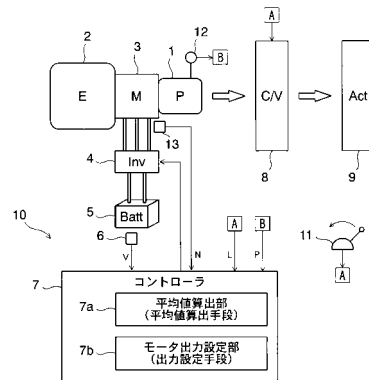 A
12
2
3
1
B
E
M
P
C/V
Act
13
4
Inv
8
9
5
Batt
10
6
A
B
11
V
N
L
P
A
7
コントローラ
7a
平均値算出部
(平均値算出手段)
7b
モータ出力設定部
(出力設定手段)